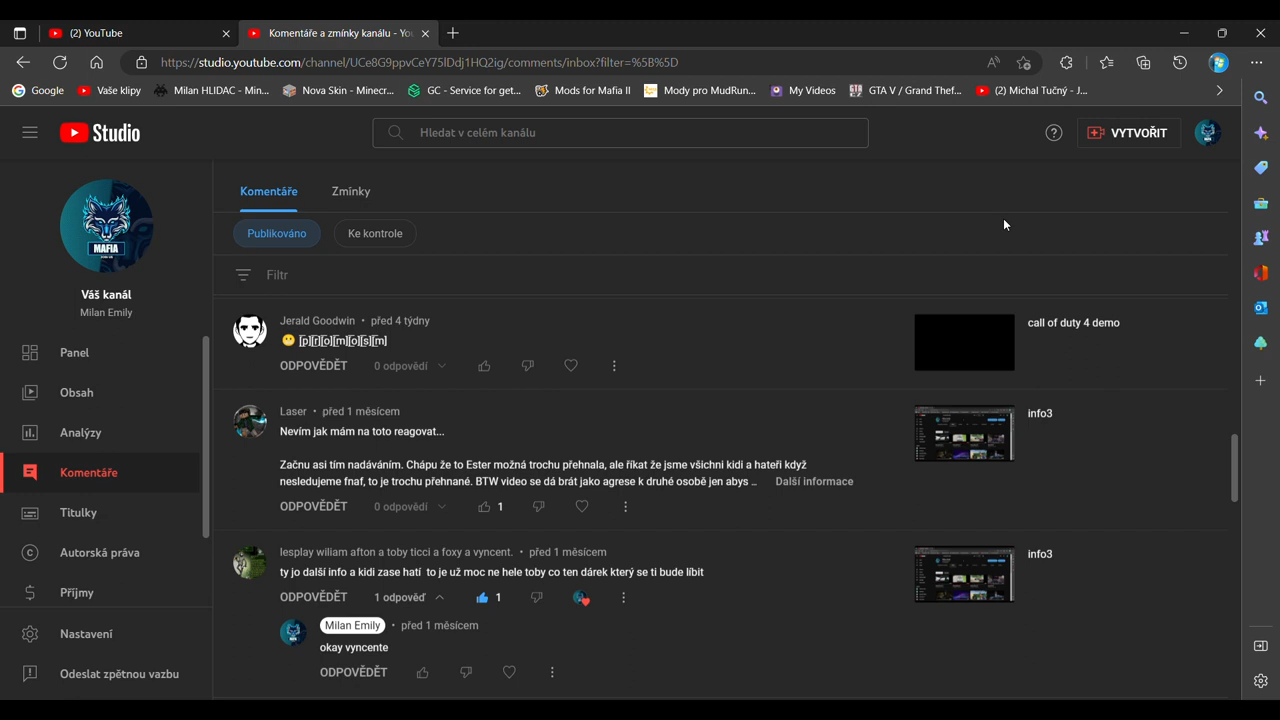 (2) YouTube
Komentáře a zmínky kanálu - You
https://studio.youtube.com/channel/UCe8G9ppvCeY75lDdj1HQ2ig/comments/inbox?filter=%5B%5D
Google
Vaše klipy
Milan HLIDAC - Min...
Nova Skin - Minecr...
GC - Service for get...
Mods for Mafia II
Mody pro MudRun...
My Videos
GTA V / Grand Thef...
(2) Michal Tučný - J...
Studio
Hledat v celém kanálu
VYTVOŘIT
MAFIA
Váš kanál
Milan Emily
Panel
Obsah
Analýzy
Komentáře
Titulky
Autorská práva
Příjmy
Nastavení
Odeslat zpětnou vazbu
Komentáře
Zmínky
Publikováno
Ke kontrole
Filtr
Jerald Goodwin • před 4 týdny
😬 [p][r][o][m][o][s][m]
ODPOVĚDĚT 0 odpovědí
call of duty 4 demo
Laser • před 1 měsícem
Nevím jak mám na toto reagovat...
Začnu asi tím nadáváním. Chápu že to Ester možná trochu přehnala, ale říkat že jsme všichni kidi a hateři když
nesledujeme fnaf, to je trochu přehnané. BTW video se dá brát jako agrese k druhé osobě jen abys ... Další informace
ODPOVĚDĚT 0 odpovědí 1
info3
lesplay wiliam afton a toby ticci a foxy a vyncent. • před 1 měsícem
ty jo další info a kidi zase hatí to je už moc ne hele toby co ten dárek který se ti bude líbit
ODPOVĚDĚT 1 odpověď 1
info3
Milan Emily • před 1 měsícem
okay vyncente
ODPOVĚDĚT